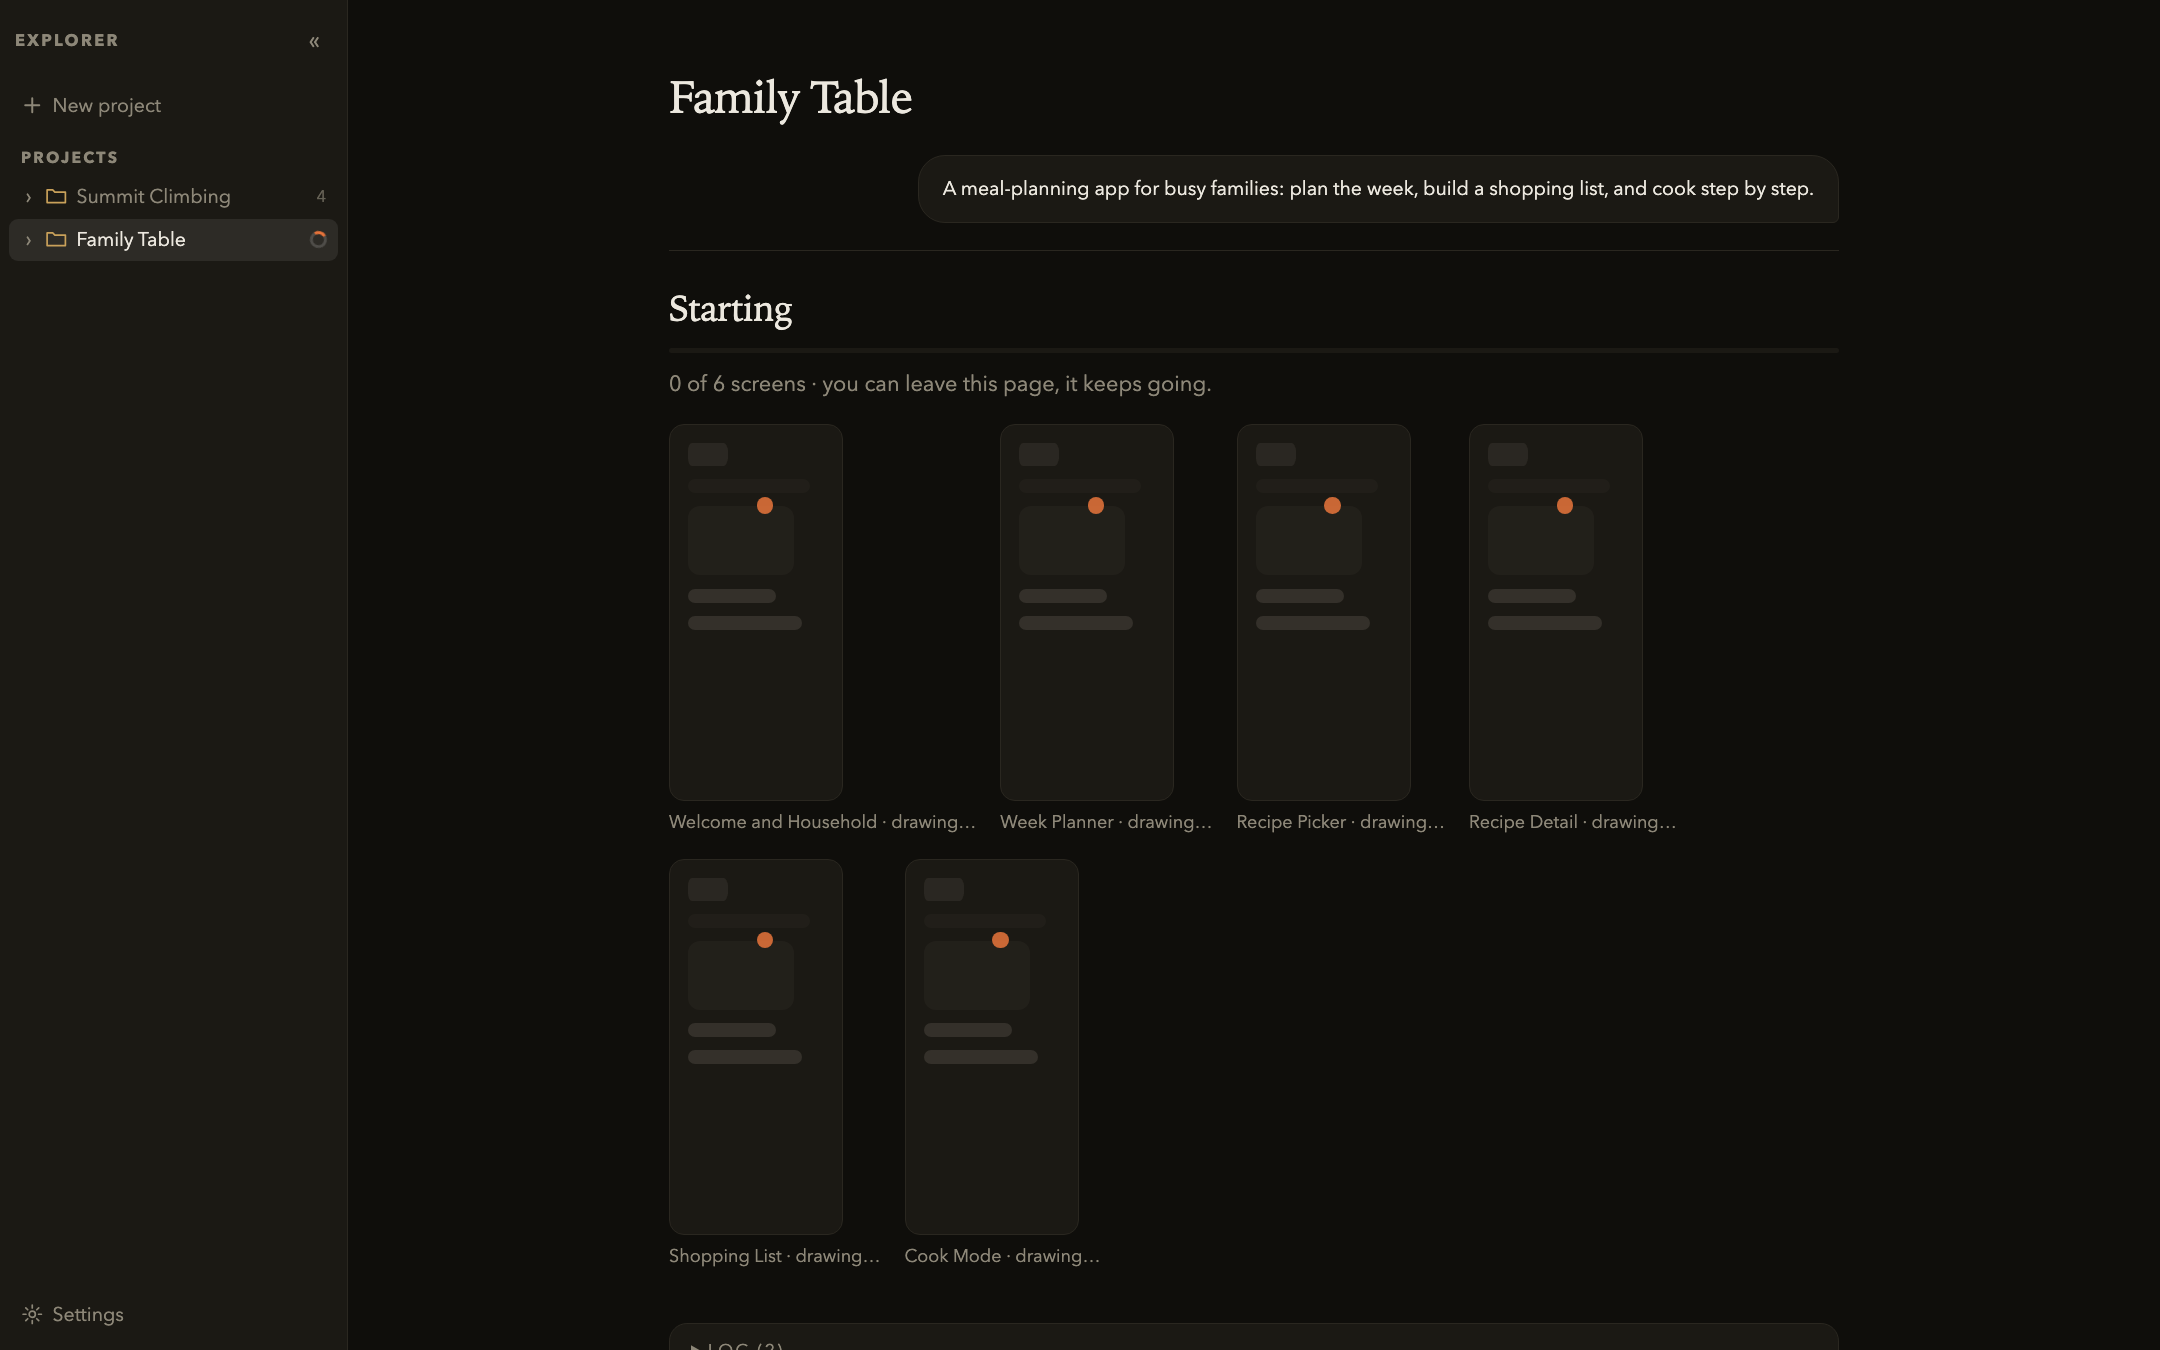 EXPLORER «
+ New project
PROJECTS
› Summit Climbing 4
› Family Table
Settings
Family Table
A meal-planning app for busy families: plan the week, build a shopping list, and cook step by step.
Starting
0 of 6 screens · you can leave this page, it keeps going.
Welcome and Household · drawing…
Week Planner · drawing…
Recipe Picker · drawing…
Recipe Detail · drawing…
Shopping List · drawing…
Cook Mode · drawing…
LOG (2)